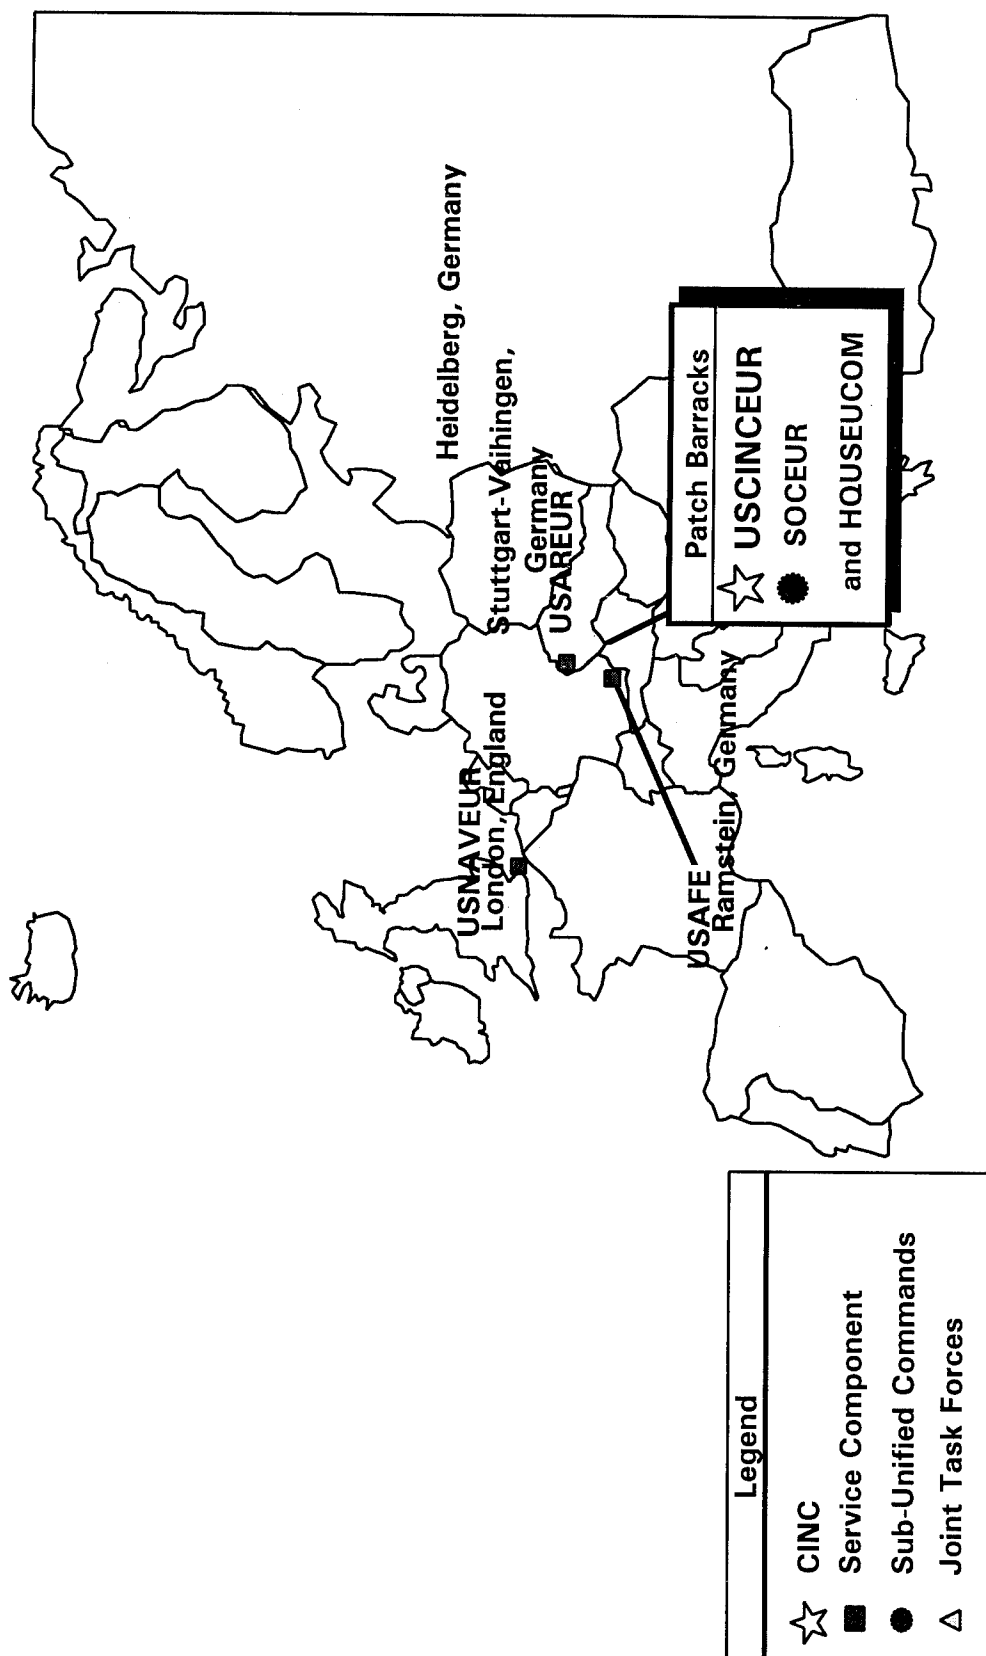 Heidelberg, Germany
Stuttgart-Vaihingen,
Germany
USAREUR
USNAVEUR
London, England
USAFE
Ramstein, Germany
Patch Barracks
USCINCEUR
SOCEUR
and HQUSEUCOM
Legend
CINC
Service Component
Sub-Unified Commands
Joint Task Forces